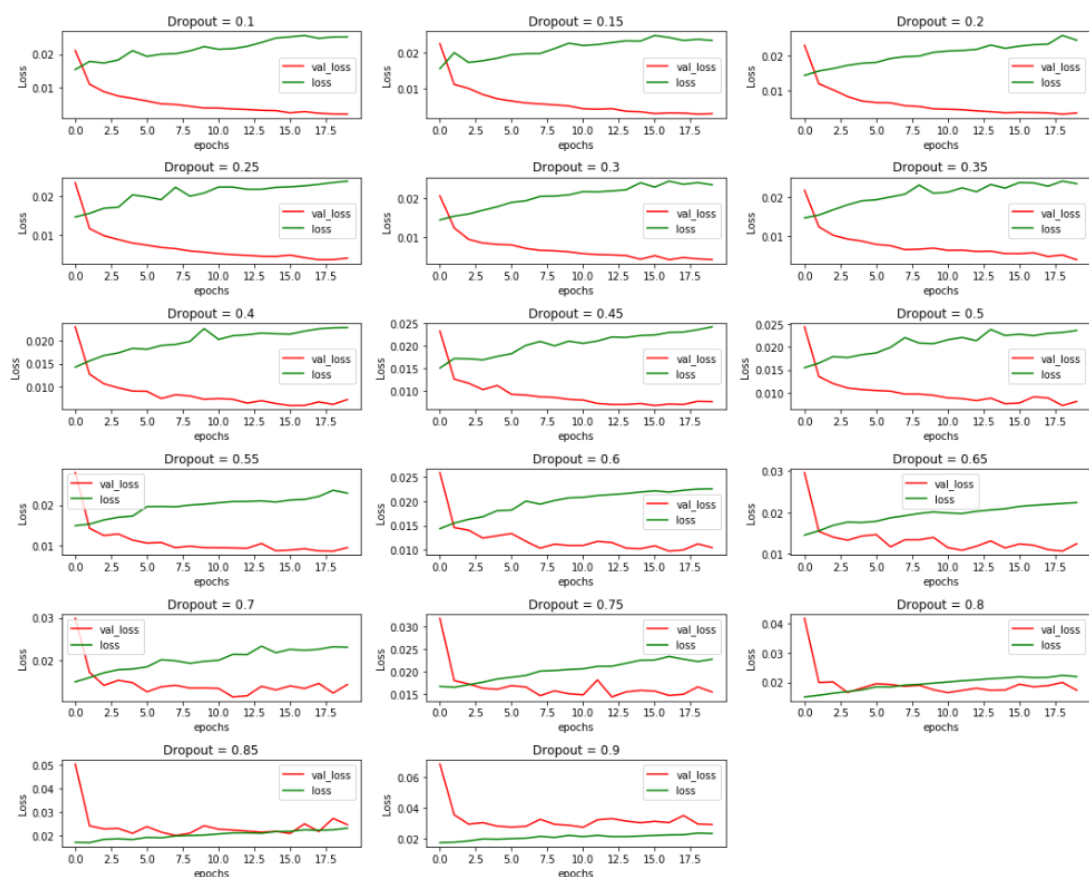 Dropout = 0.1
Loss
0.02
0.01
val_loss
loss
0.0 2.5 5.0 7.5 10.0 12.5 15.0 17.5
epochs
Dropout = 0.15
Loss
0.02
0.01
val_loss
loss
0.0 2.5 5.0 7.5 10.0 12.5 15.0 17.5
epochs
Dropout = 0.2
Loss
0.02
0.01
val_loss
loss
0.0 2.5 5.0 7.5 10.0 12.5 15.0 17.5
epochs
Dropout = 0.25
Loss
0.02
0.01
val_loss
loss
0.0 2.5 5.0 7.5 10.0 12.5 15.0 17.5
epochs
Dropout = 0.3
Loss
0.02
0.01
val_loss
loss
0.0 2.5 5.0 7.5 10.0 12.5 15.0 17.5
epochs
Dropout = 0.35
Loss
0.02
0.01
val_loss
loss
0.0 2.5 5.0 7.5 10.0 12.5 15.0 17.5
epochs
Dropout = 0.4
Loss
0.020
0.015
0.010
val_loss
loss
0.0 2.5 5.0 7.5 10.0 12.5 15.0 17.5
epochs
Dropout = 0.45
Loss
0.025
0.020
0.015
0.010
val_loss
loss
0.0 2.5 5.0 7.5 10.0 12.5 15.0 17.5
epochs
Dropout = 0.5
Loss
0.025
0.020
0.015
0.010
val_loss
loss
0.0 2.5 5.0 7.5 10.0 12.5 15.0 17.5
epochs
Dropout = 0.55
Loss
0.02
0.01
val_loss
loss
0.0 2.5 5.0 7.5 10.0 12.5 15.0 17.5
epochs
Dropout = 0.6
Loss
0.025
0.020
0.015
0.010
val_loss
loss
0.0 2.5 5.0 7.5 10.0 12.5 15.0 17.5
epochs
Dropout = 0.65
Loss
0.03
0.02
0.01
val_loss
loss
0.0 2.5 5.0 7.5 10.0 12.5 15.0 17.5
epochs
Dropout = 0.7
Loss
0.03
0.02
val_loss
loss
0.0 2.5 5.0 7.5 10.0 12.5 15.0 17.5
epochs
Dropout = 0.75
Loss
0.030
0.025
0.020
0.015
val_loss
loss
0.0 2.5 5.0 7.5 10.0 12.5 15.0 17.5
epochs
Dropout = 0.8
Loss
0.04
0.03
0.02
val_loss
loss
0.0 2.5 5.0 7.5 10.0 12.5 15.0 17.5
epochs
Dropout = 0.85
Loss
0.05
0.04
0.03
0.02
val_loss
loss
0.0 2.5 5.0 7.5 10.0 12.5 15.0 17.5
epochs
Dropout = 0.9
Loss
0.06
0.04
0.02
val_loss
loss
0.0 2.5 5.0 7.5 10.0 12.5 15.0 17.5
epochs